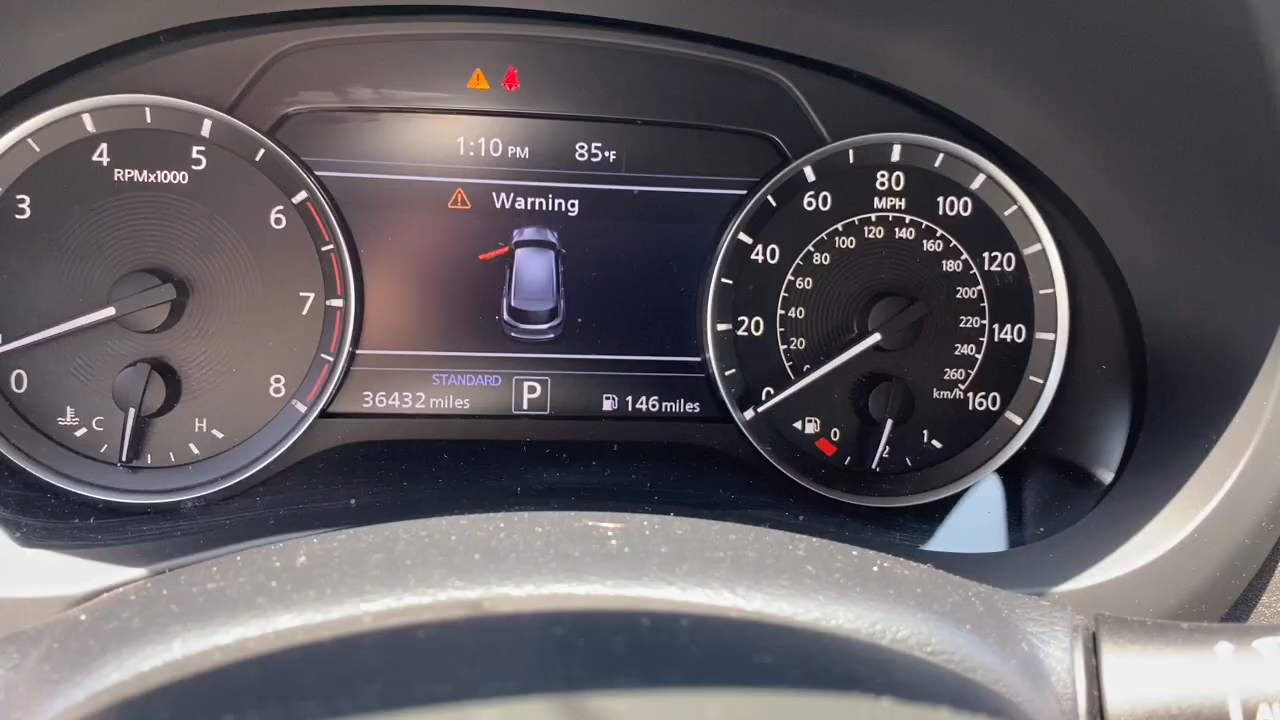 1:10 PM 85°F
Warning
STANDARD
36432 miles P 146 miles
0 3 4 5 6 7 8
RPMx1000
C H
0 20 40 60 80 100 120 140 160
MPH
20 40 60 80 100 120 140 160 180 200 220 240 260
km/h
0 1